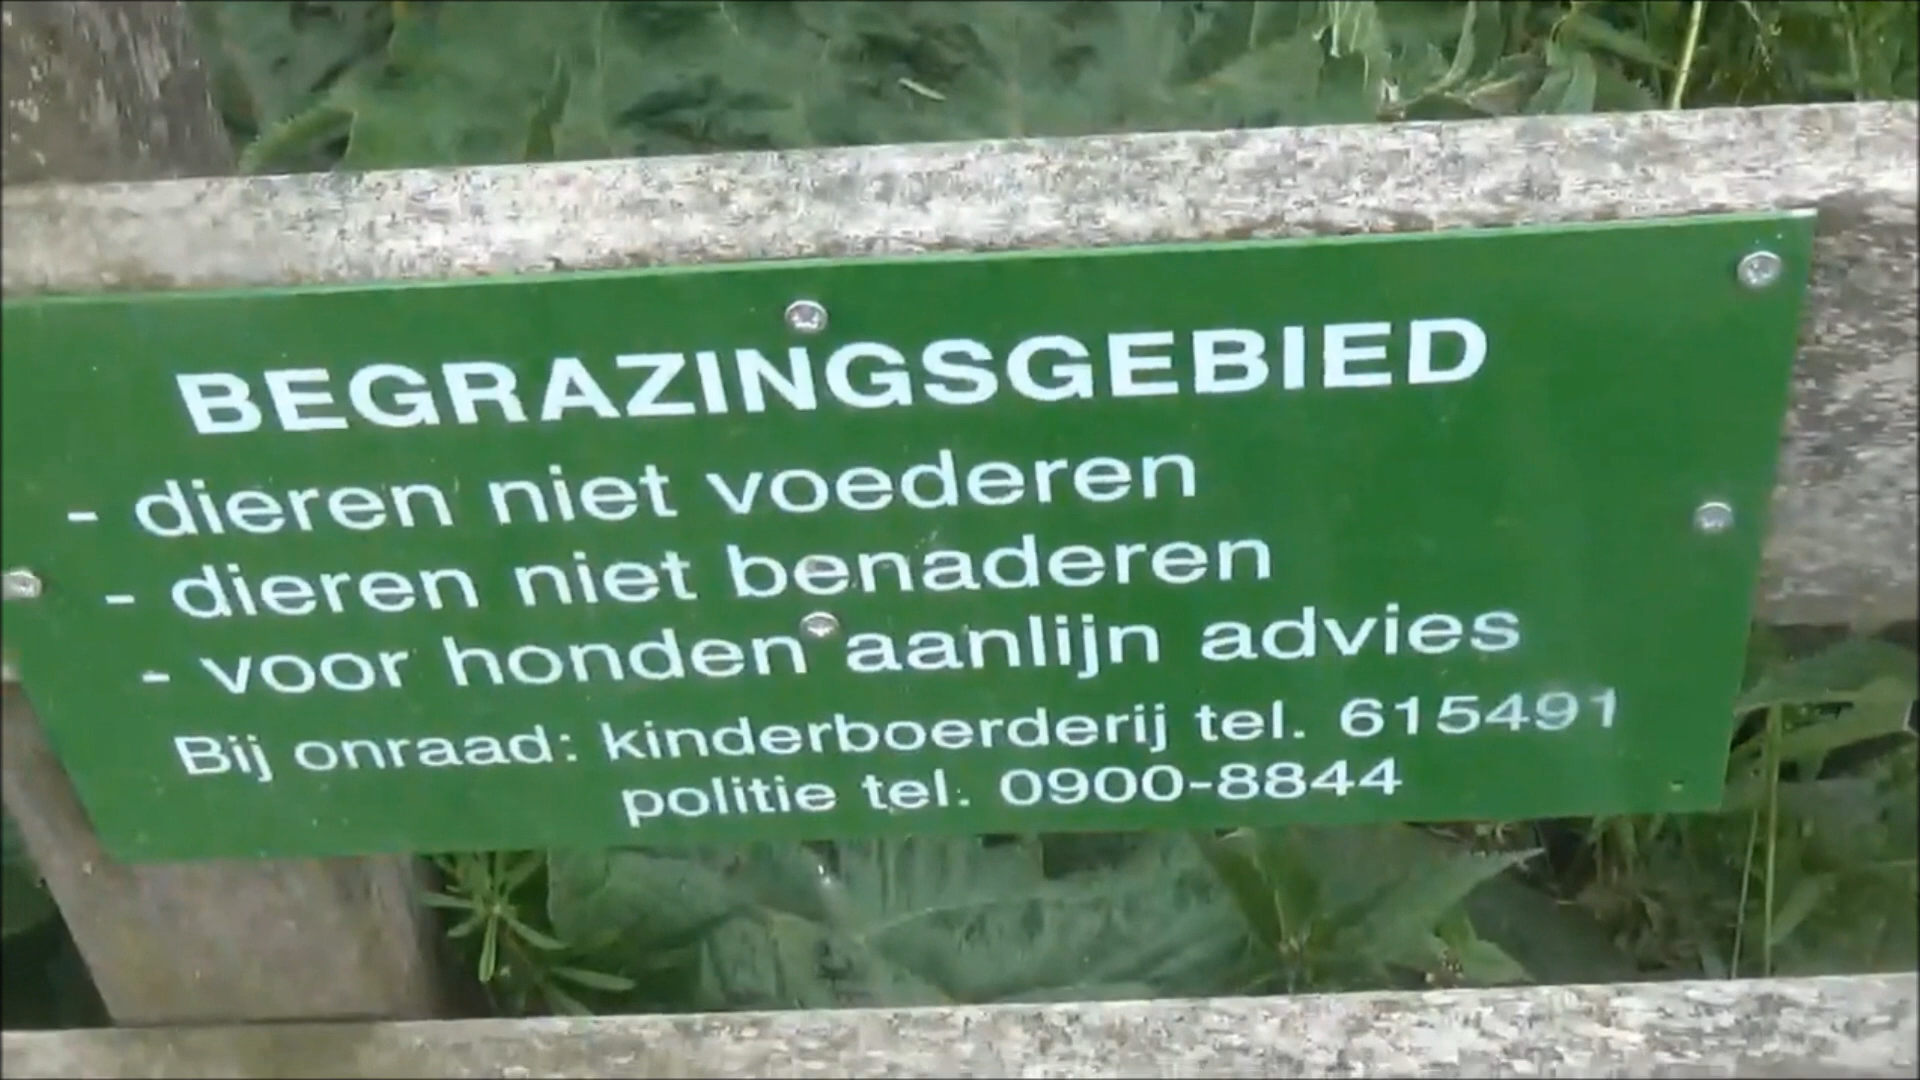 BEGRAZINGSGEBIED
- dieren niet voederen
- dieren niet benaderen
- voor honden aanlijn advies
Bij onraad: kinderboerderij tel. 615491
politie tel. 0900-8844